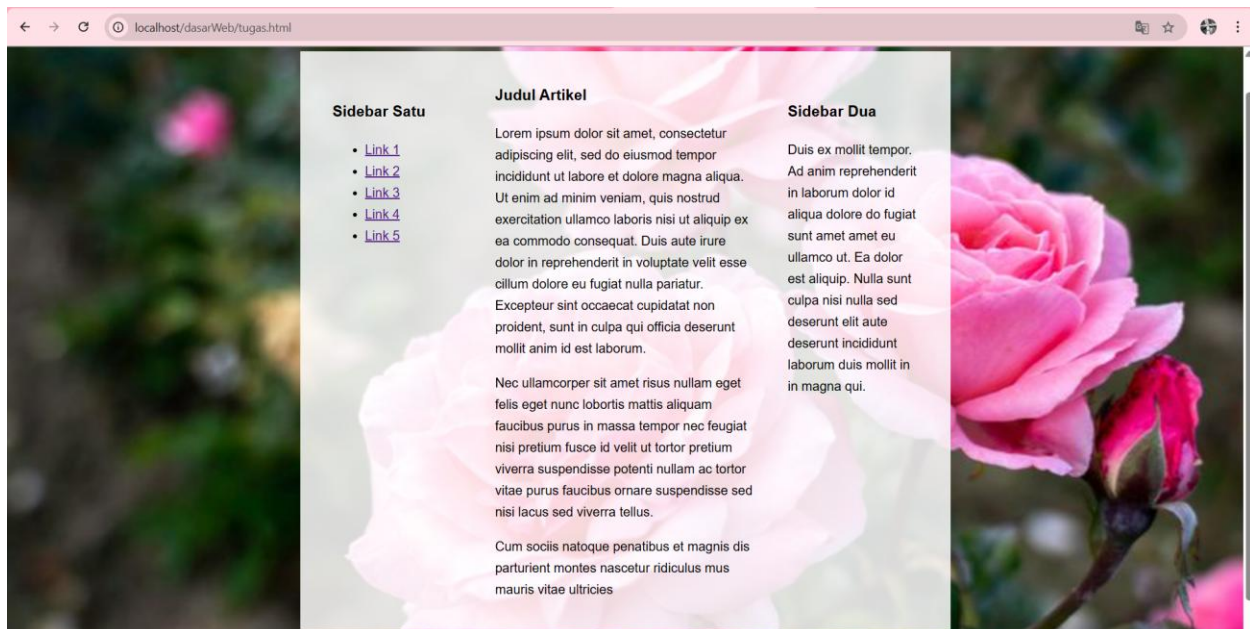 localhost/dasarWeb/tugas.html
Sidebar Satu
Link 1
Link 2
Link 3
Link 4
Link 5
Judul Artikel
Lorem ipsum dolor sit amet, consectetur
adipiscing elit, sed do eiusmod tempor
incididunt ut labore et dolore magna aliqua.
Ut enim ad minim veniam, quis nostrud
exercitation ullamco laboris nisi ut aliquip ex
ea commodo consequat. Duis aute irure
dolor in reprehenderit in voluptate velit esse
cillum dolore eu fugiat nulla pariatur.
Excepteur sint occaecat cupidatat non
proident, sunt in culpa qui officia deserunt
mollit anim id est laborum.
Nec ullamcorper sit amet risus nullam eget
felis eget nunc lobortis mattis aliquam
faucibus purus in massa tempor nec feugiat
nisi pretium fusce id velit ut tortor pretium
viverra suspendisse potenti nullam ac tortor
vitae purus faucibus ornare suspendisse sed
nisi lacus sed viverra tellus.
Cum sociis natoque penatibus et magnis dis
parturient montes nascetur ridiculus mus
mauris vitae ultricies
Sidebar Dua
Duis ex mollit tempor.
Ad anim reprehenderit
in laborum dolor id
aliqua dolore do fugiat
sunt amet amet eu
ullamco ut. Ea dolor
est aliquip. Nulla sunt
culpa nisi nulla sed
deserunt elit aute
deserunt incididunt
laborum duis mollit in
in magna qui.